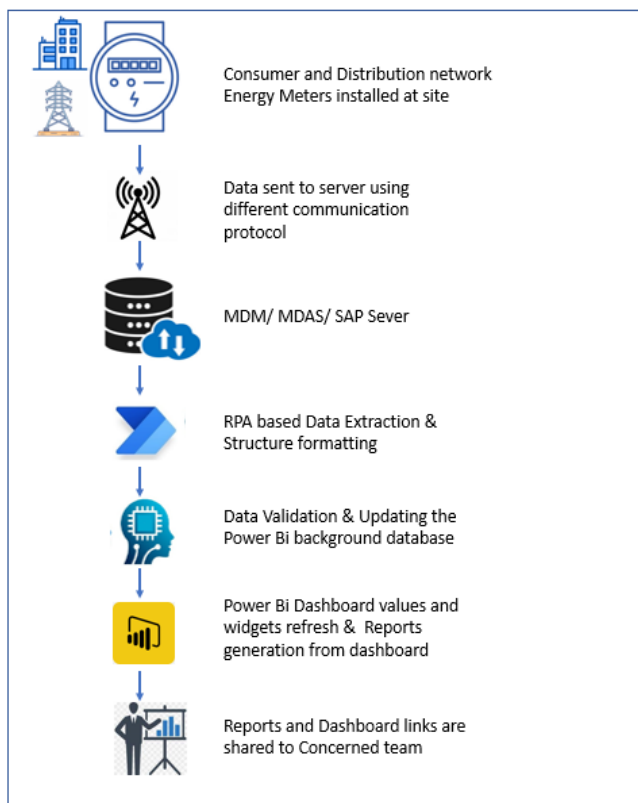 Consumer and Distribution network
Energy Meters installed at site
Data sent to server using
different communication
protocol
MDM/ MDAS/ SAP Sever
RPA based Data Extraction &
Structure formatting
Data Validation & Updating the
Power Bi background database
Power Bi Dashboard values and
widgets refresh & Reports
generation from dashboard
Reports and Dashboard links are
shared to Concerned team